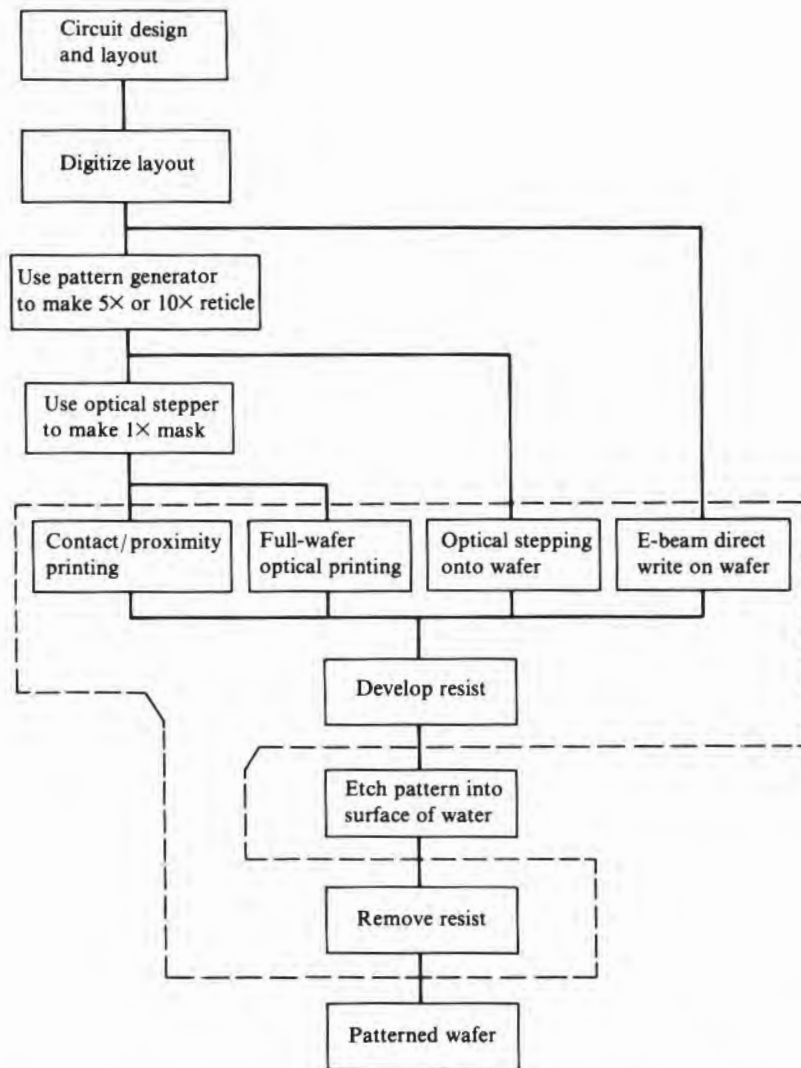 Circuit design
and layout
Digitize layout
Use pattern generator
to make 5× or 10× reticle
Use optical stepper
to make 1× mask
Contact/proximity
printing
Full-wafer
optical printing
Optical stepping
onto wafer
E-beam direct
write on wafer
Develop resist
Etch pattern into
surface of water
Remove resist
Patterned wafer